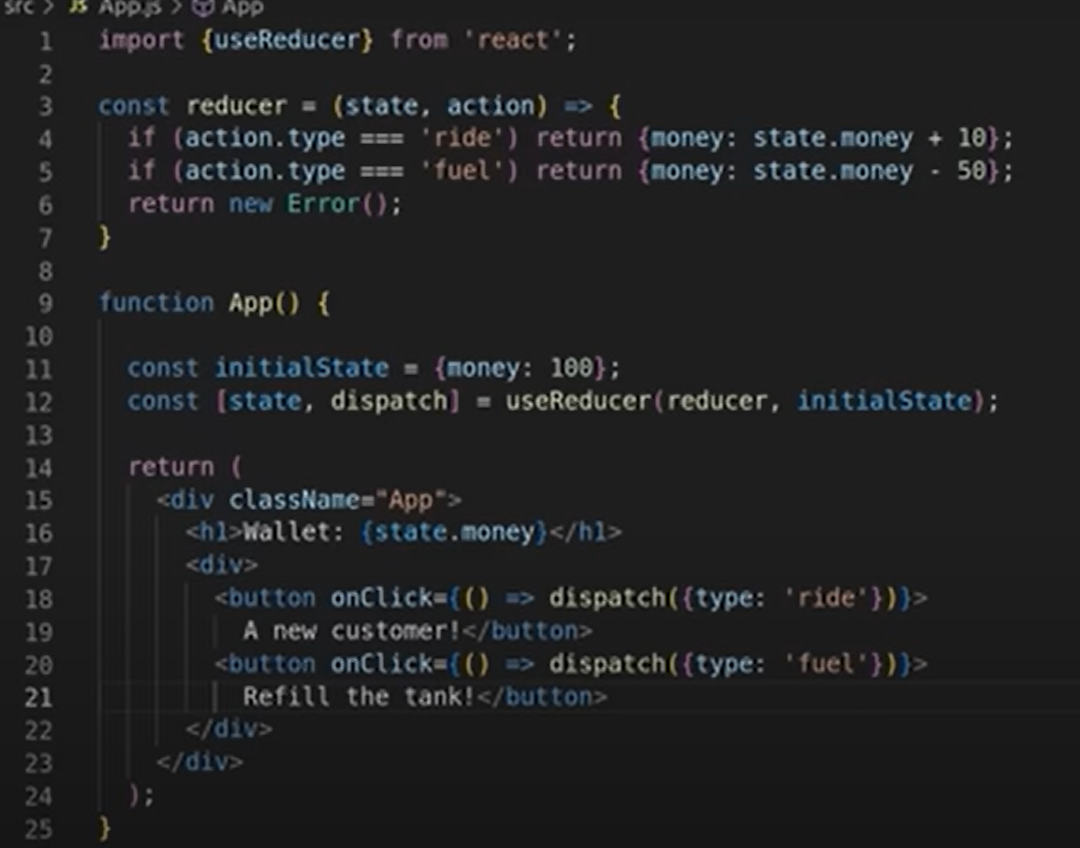 src > JS App.js > App
1 import {useReducer} from 'react';
2
3 const reducer = (state, action) => {
4 if (action.type === 'ride') return {money: state.money + 10};
5 if (action.type === 'fuel') return {money: state.money - 50};
6 return new Error();
7 }
8
9 function App() {
10
11 const initialState = {money: 100};
12 const [state, dispatch] = useReducer(reducer, initialState);
13
14 return (
15 <div className="App">
16 <h1>Wallet: {state.money}</h1>
17 <div>
18 <button onClick={() => dispatch({type: 'ride'})}>
19 A new customer!</button>
20 <button onClick={() => dispatch({type: 'fuel'})}>
21 Refill the tank!</button>
22 </div>
23 </div>
24 );
25 }